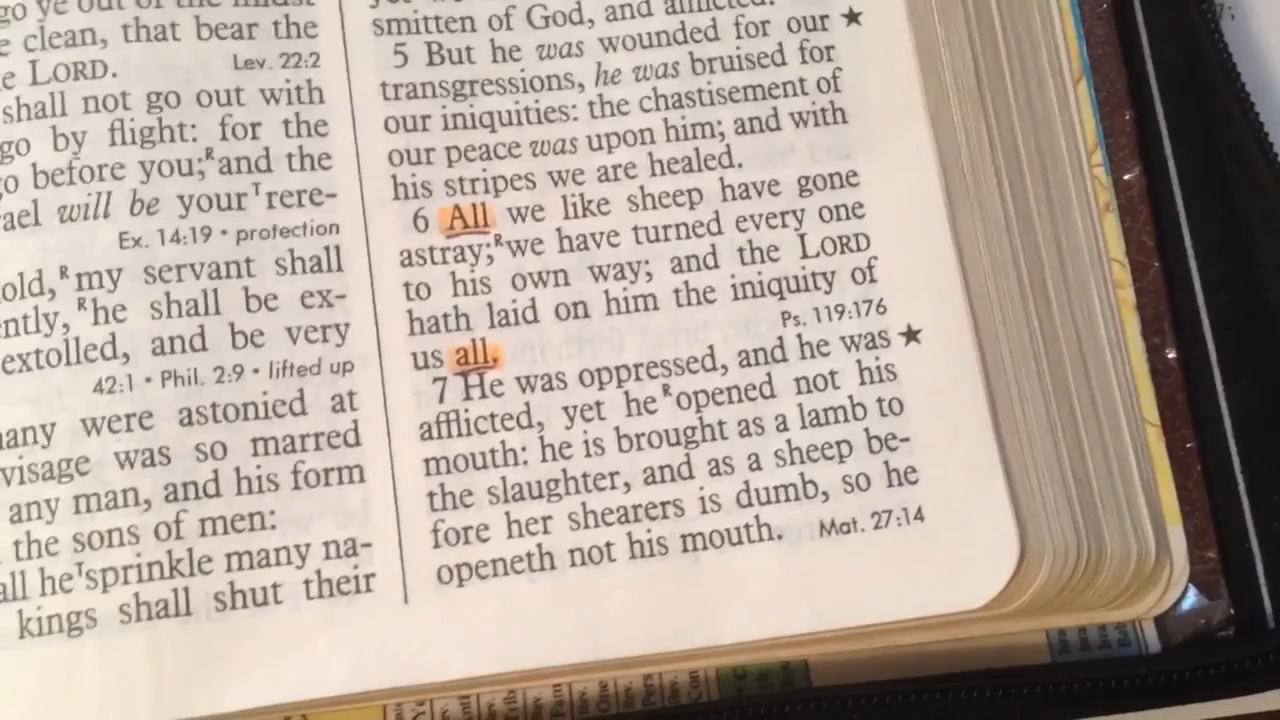 go ye out of the midst
clean, that bear the
LORD. Lev. 22:2
shall not go out with
go by flight: for the
before you;ᴿand the
will be yourᵀrere-
Ex. 14:19 • protection
ᴿmy servant shall
ᴿhe shall be ex-
extolled, and be very
42:1 • Phil. 2:9 • lifted up
were astonied at
visage was so marred
any man, and his form
the sons of men:
heᵀsprinkle many na-
kings shall shut their
smitten of God, and afflicted.
5 But he was wounded for our ★
transgressions, he was bruised for
our iniquities: the chastisement of
our peace was upon him; and with
his stripes we are healed.
6 All we like sheep have gone
astray;ᴿwe have turned every one
to his own way; and the LORD
hath laid on him the iniquity of
Ps. 119:176
us all.
7 He was oppressed, and he was ★
afflicted, yet heᴿopened not his
mouth: he is brought as a lamb to
the slaughter, and as a sheep be-
fore her shearers is dumb, so he
openeth not his mouth. Mat. 27:14